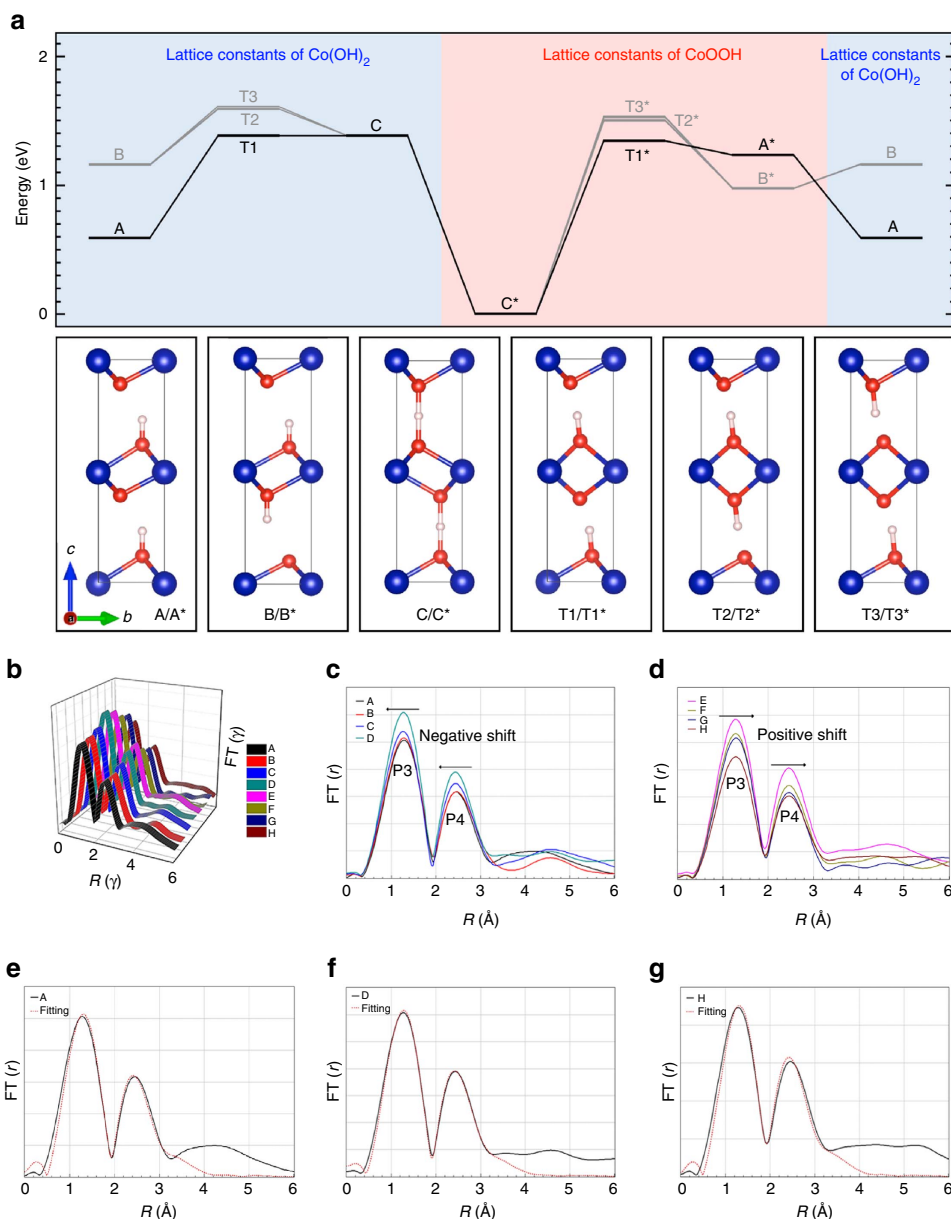 a
Lattice constants of Co(OH)2
Lattice constants of CoOOH
Lattice constants
of Co(OH)2
Energy (eV)
2
1
0
B
A
T3
T2
T1
C
C*
T3*
T2*
T1*
A*
B*
B
A
c
b
a
A/A*
B/B*
C/C*
T1/T1*
T2/T2*
T3/T3*
b
FT (γ)
R (γ)
0 2 4 6
A
B
C
D
E
F
G
H
c
A
B
C
D
Negative shift
P3
P4
FT (r)
0 1 2 3 4 5 6
R (Å)
d
E
F
G
H
Positive shift
P3
P4
FT (r)
0 1 2 3 4 5 6
R (Å)
e
A
Fitting
FT (r)
0 1 2 3 4 5 6
R (Å)
f
D
Fitting
FT (r)
0 1 2 3 4 5 6
R (Å)
g
H
Fitting
FT (r)
0 1 2 3 4 5 6
R (Å)